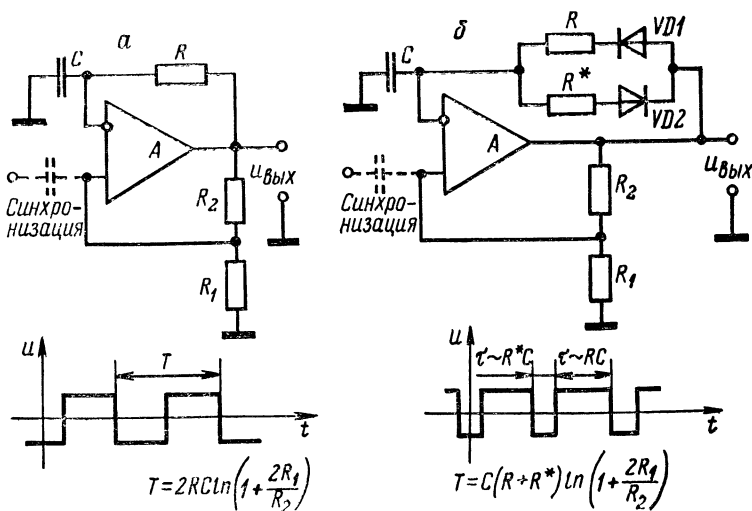 а
C
R
A
Синхро-
низация
R₂
R₁
uвых
u
T
t
T=2RCln(1+2R₁/R₂)
б
C
R
VD1
R*
VD2
A
Синхро-
низация
R₂
R₁
uвых
u
τ~R*C
τ~RC
t
T=C(R+R*)ln(1+2R₁/R₂)